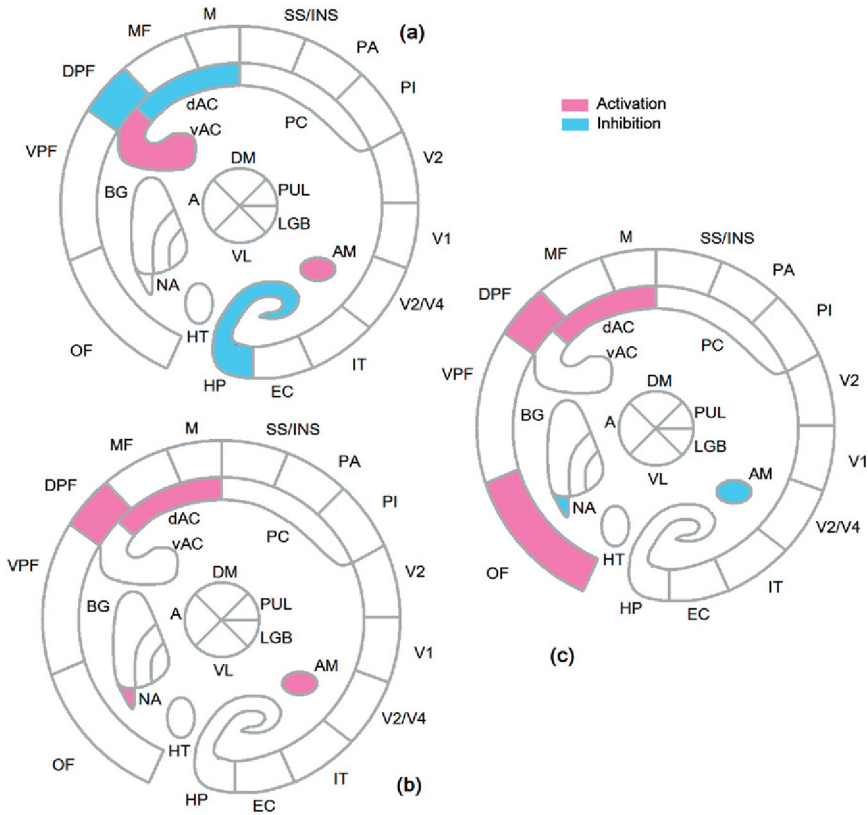 (a)
M
SS/INS
MF
PA
DPF
PI
dAC
vAC
PC
VPF
V2
DM
BG
A
PUL
LGB
V1
VL
AM
NA
V2/V4
HT
OF
IT
HP
EC
Activation
Inhibition
M
SS/INS
MF
PA
DPF
PI
dAC
vAC
PC
VPF
V2
DM
BG
A
PUL
LGB
V1
VL
AM
NA
V2/V4
HT
OF
IT
HP
EC
(b)
M
SS/INS
MF
PA
DPF
PI
dAC
vAC
PC
VPF
V2
DM
BG
A
PUL
LGB
V1
VL
AM
NA
V2/V4
HT
OF
IT
HP
EC
(c)